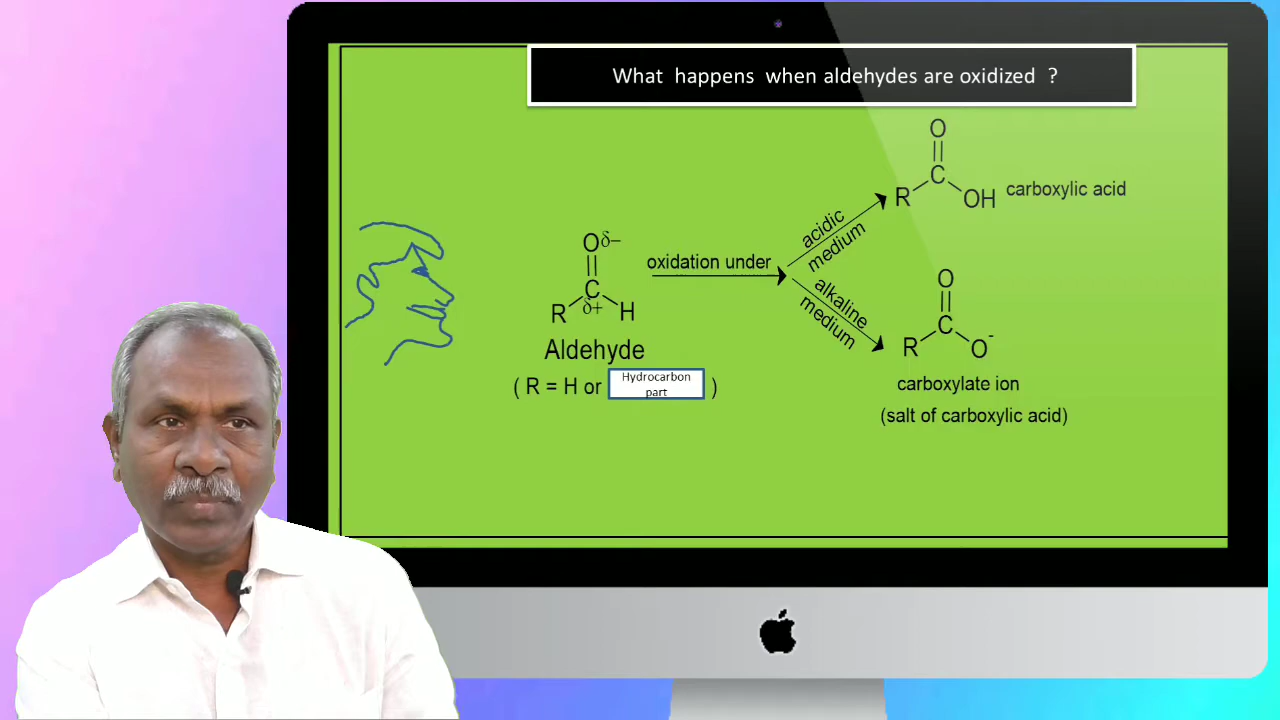 What happens when aldehydes are oxidized ?
O
C
R
OH
carboxylic acid
acidic
medium
Oδ–
C
δ+
R
H
oxidation under
Aldehyde
( R = H or
Hydrocarbon
part
)
alkaline
medium
O
C
R
O-
carboxylate ion
(salt of carboxylic acid)